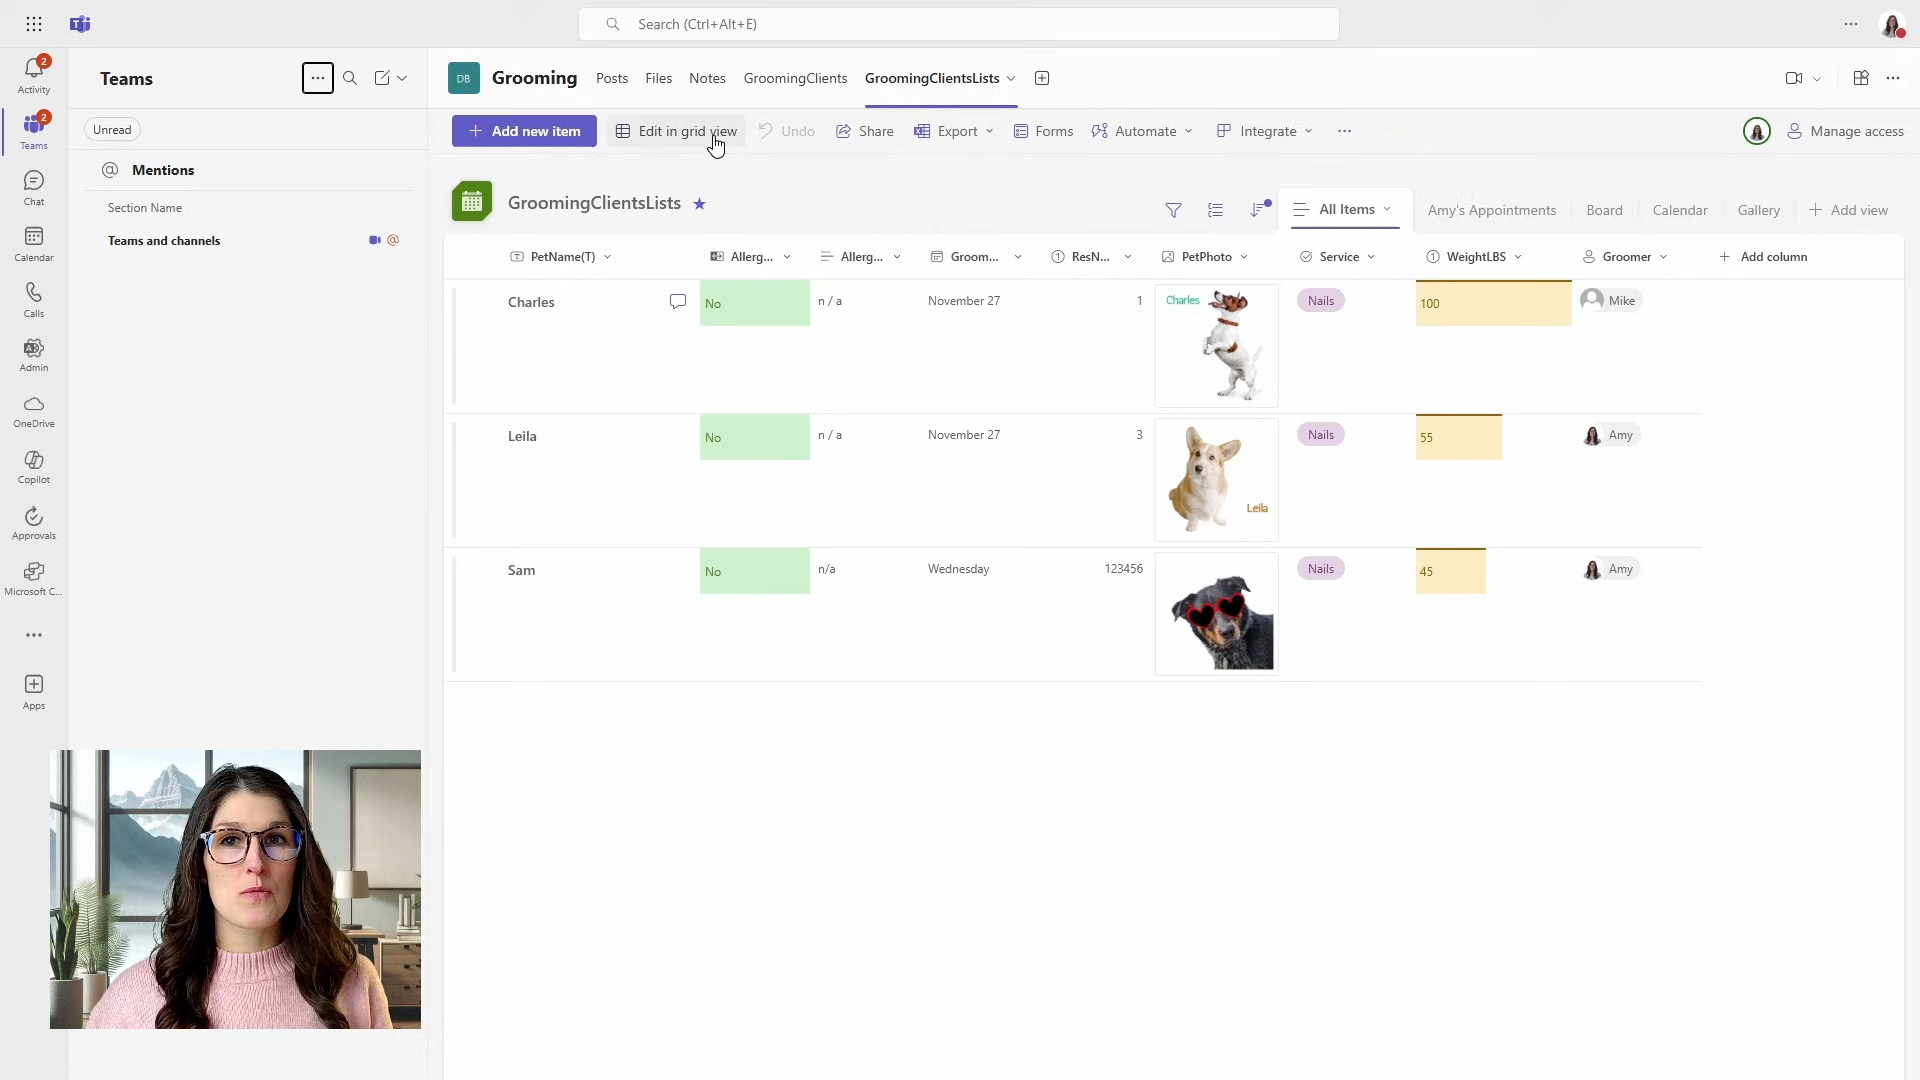 Search (Ctrl+Alt+E)
2
Activity
2
Teams
Chat
Calendar
Calls
Admin
OneDrive
Copilot
Approvals
Microsoft C...
Apps
Teams
Unread
Mentions
Section Name
Teams and channels
DB
Grooming
Posts
Files
Notes
GroomingClients
GroomingClientsLists
Add new item
Edit in grid view
Undo
Share
Export
Forms
Automate
Integrate
Manage access
GroomingClientsLists
All Items
Amy's Appointments
Board
Calendar
Gallery
Add view
PetName(T)
Allerg...
Allerg...
Groom...
ResN...
PetPhoto
Service
WeightLBS
Groomer
Add column
Charles
No
n / a
November 27
1
Charles
Nails
100
Mike
Leila
No
n / a
November 27
3
Leila
Nails
55
Amy
Sam
No
n/a
Wednesday
123456
Nails
45
Amy